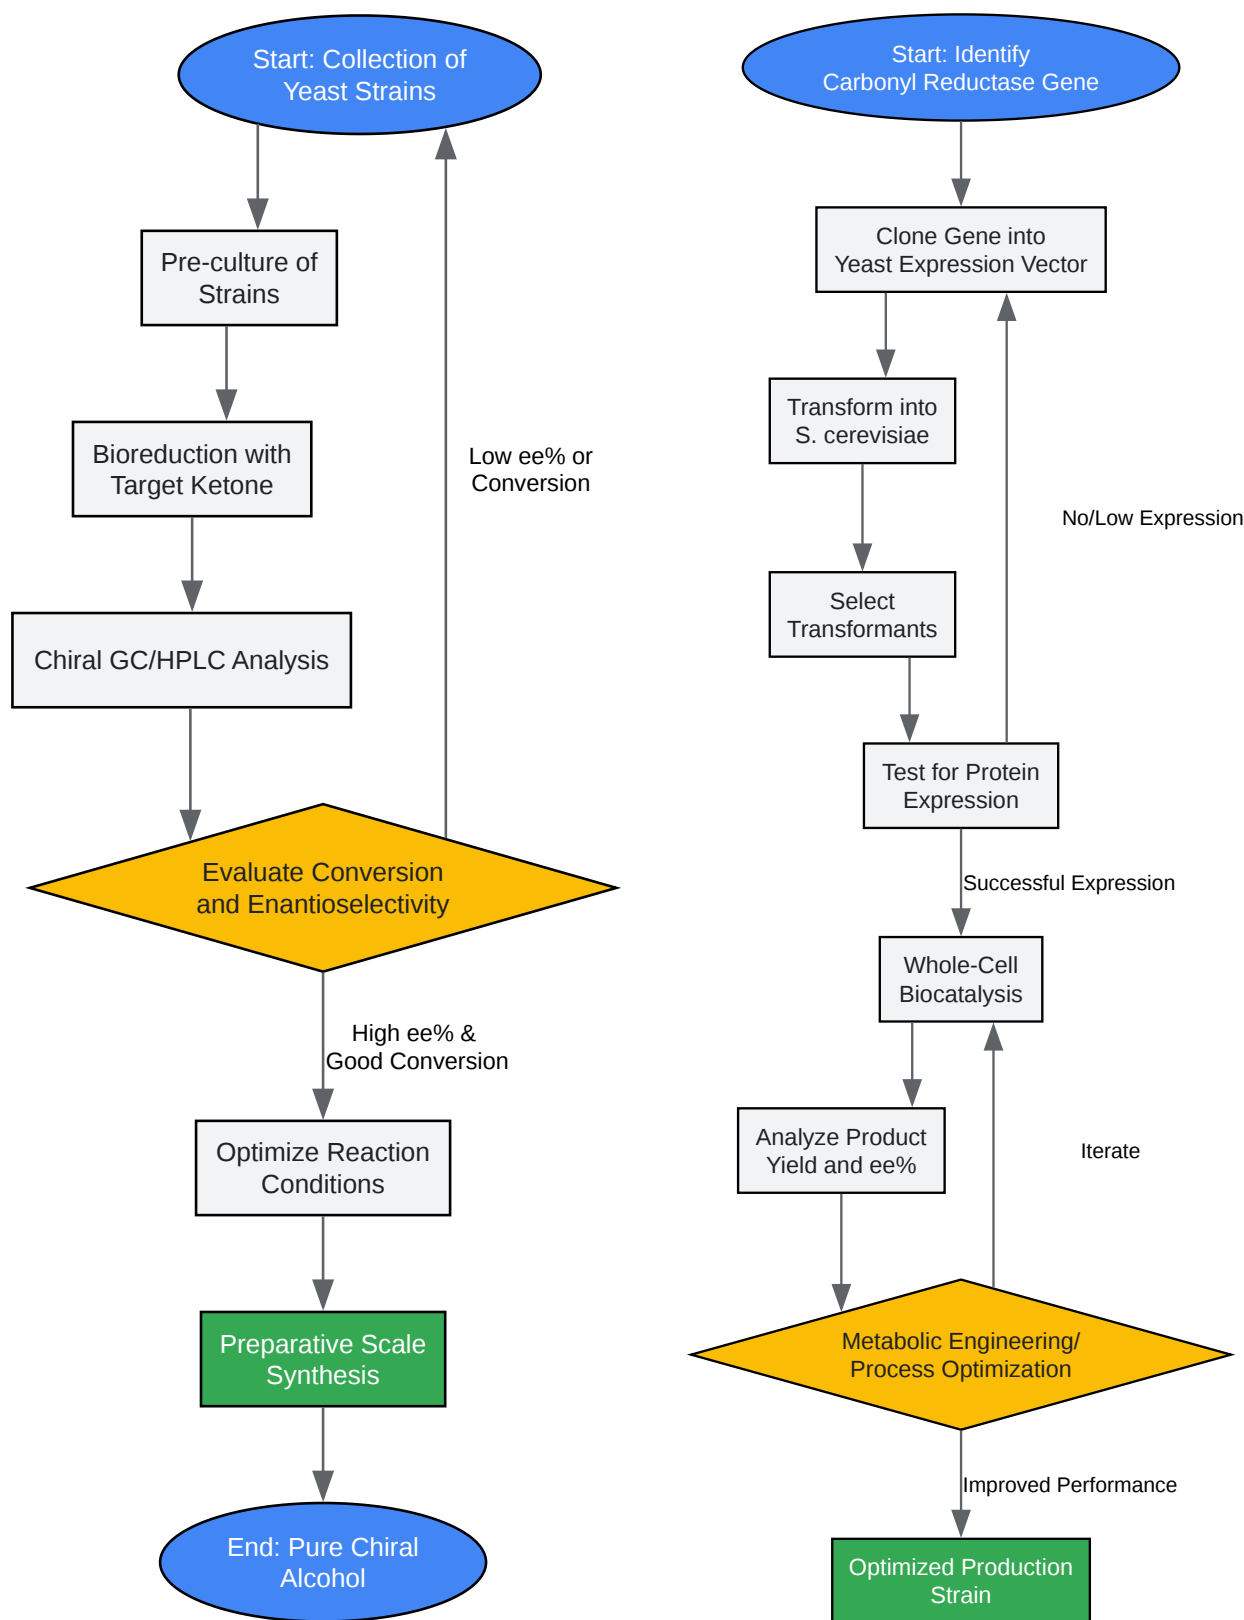 Start: Collection of
Yeast Strains
Pre-culture of
Strains
Bioreduction with
Target Ketone
Low ee% or
Conversion
Chiral GC/HPLC Analysis
Evaluate Conversion
and Enantioselectivity
High ee% &
Good Conversion
Optimize Reaction
Conditions
Preparative Scale
Synthesis
End: Pure Chiral
Alcohol
Start: Identify
Carbonyl Reductase Gene
Clone Gene into
Yeast Expression Vector
Transform into
S. cerevisiae
No/Low Expression
Select
Transformants
Test for Protein
Expression
Successful Expression
Whole-Cell
Biocatalysis
Analyze Product
Yield and ee%
Iterate
Metabolic Engineering/
Process Optimization
Improved Performance
Optimized Production
Strain